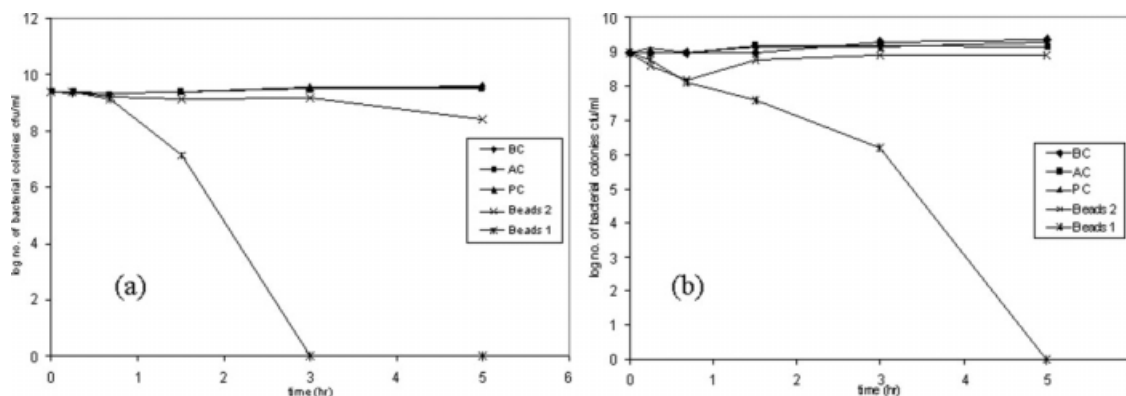 12
10
8
6
4
2
0
0 1 2 3 4 5 6
log no. of bacterial colonies cfu/ml
time (hr)
BC
AC
PC
Beads 2
Beads 1
(a)
10
9
8
7
6
5
4
3
2
1
0
0 1 2 3 4 5
log no. of bacterial colonies cfu/ml
time (hr)
BC
AC
PC
Beads 2
Beads 1
(b)